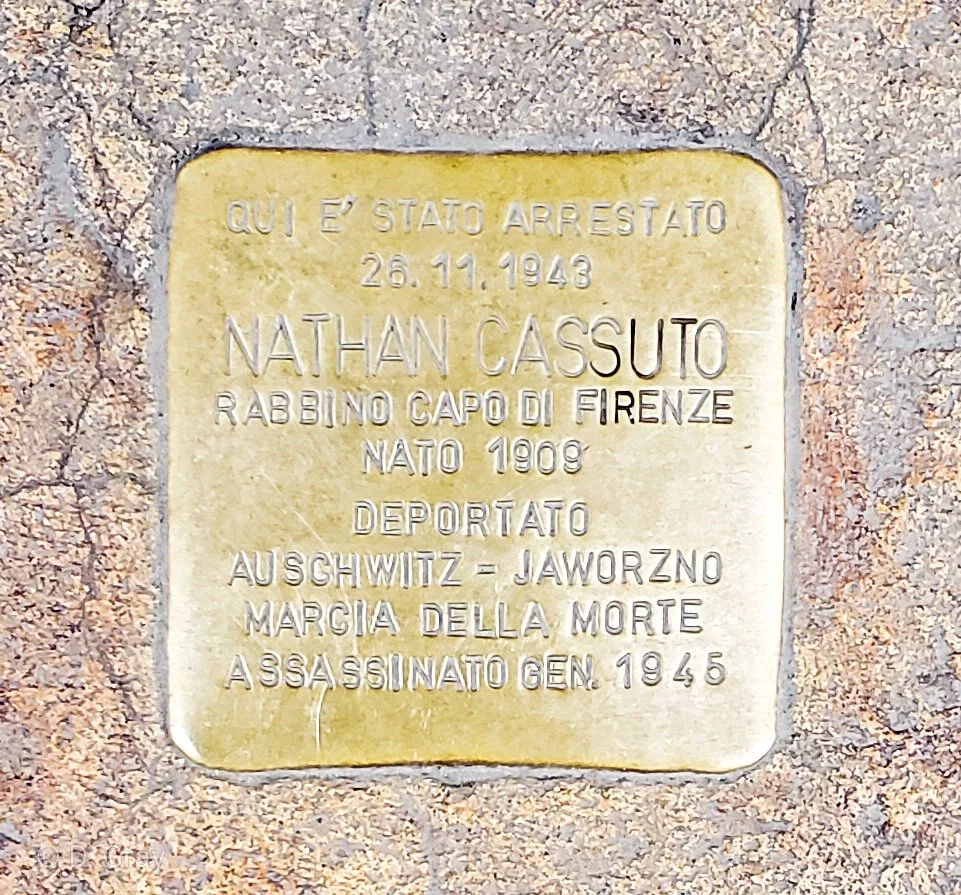 QUI E' STATO ARRESTATO
26.11.1943
NATHAN CASSUTO
RABBINO CAPO DI FIRENZE
NATO 1909
DEPORTATO
AUSCHWITZ - JAWORZNO
MARCIA DELLA MORTE
ASSASSINATO GEN. 1945